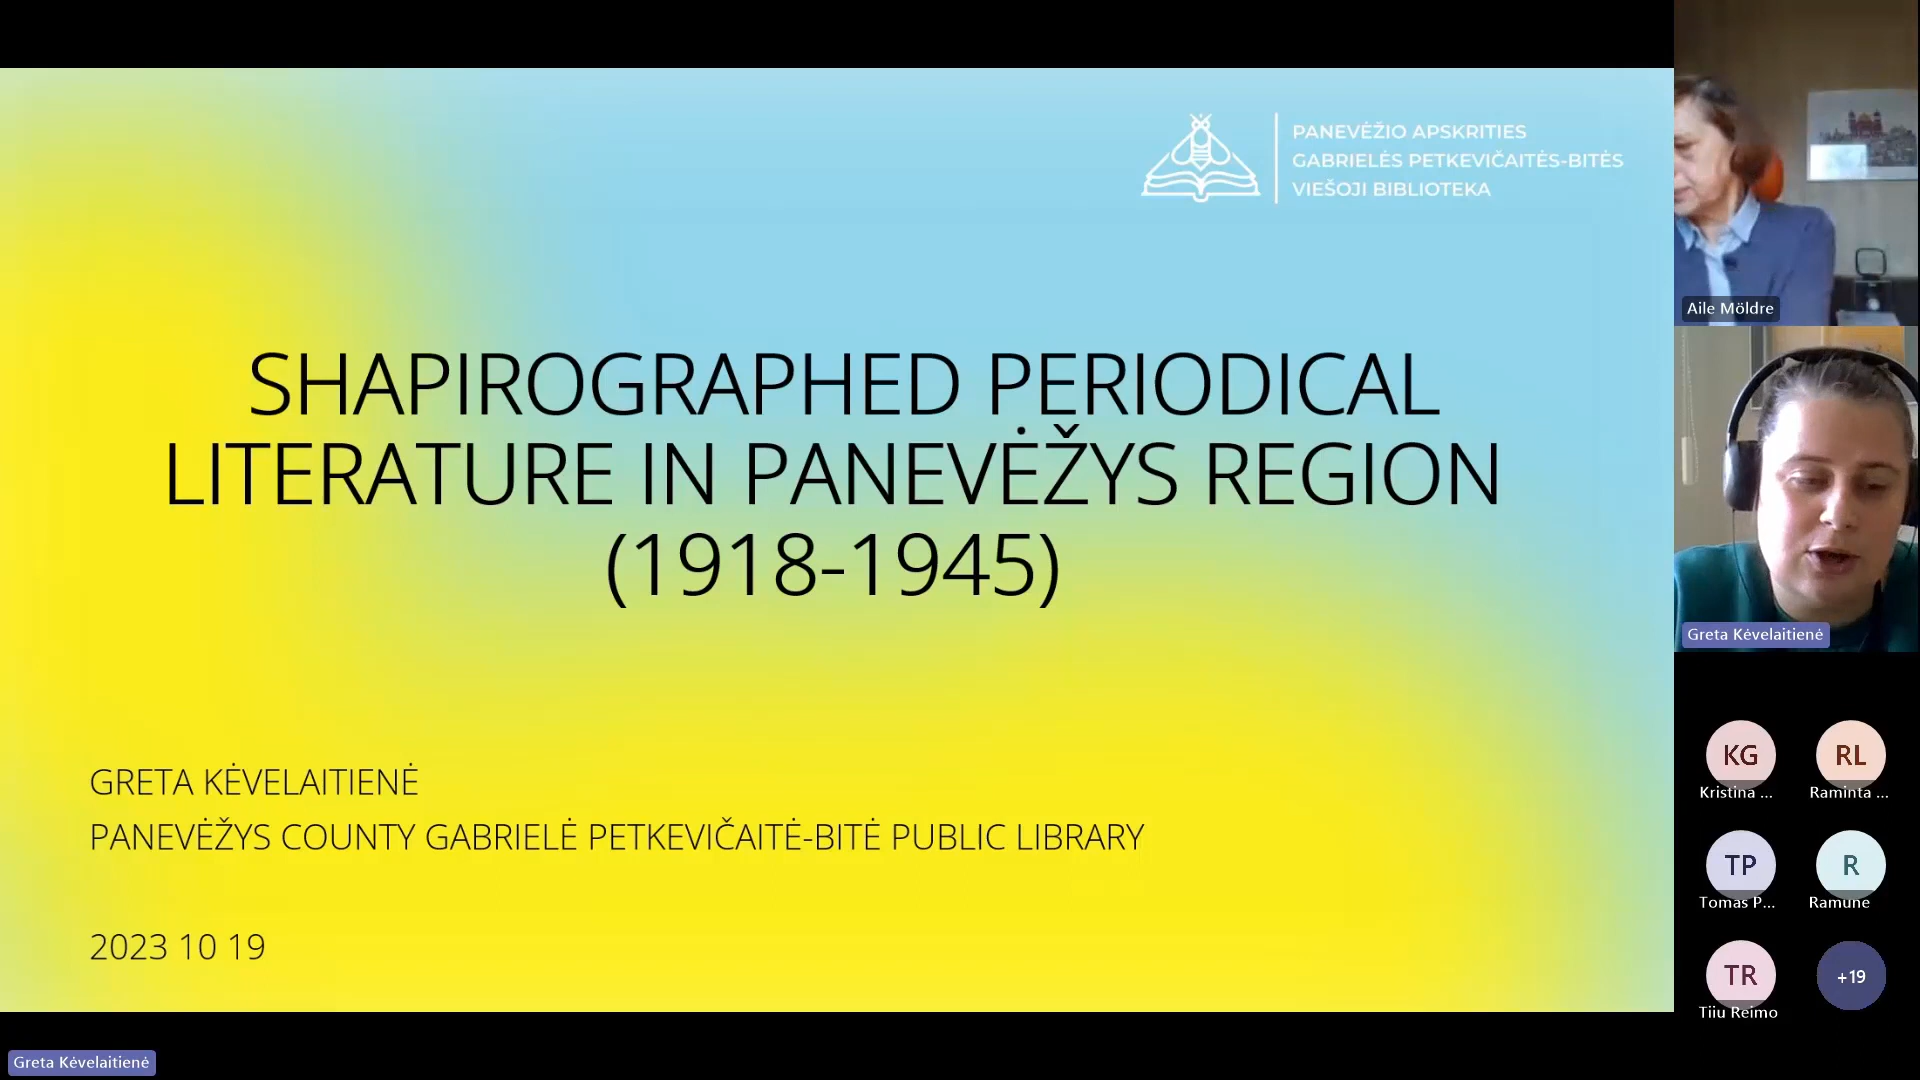 PANEVĖŽIO APSKRITIES
GABRIELĖS PETKEVIČAITĖS-BITĖS
VIEŠOJI BIBLIOTEKA
SHAPIROGRAPHED PERIODICAL
LITERATURE IN PANEVĖŽYS REGION
(1918-1945)
GRETA KĖVELAITIENĖ
PANEVĖŽYS COUNTY GABRIELĖ PETKEVIČAITĖ-BITĖ PUBLIC LIBRARY
2023 10 19
Aile Möldre
Greta Kėvelaitienė
KG
Kristina ...
RL
Raminta ...
TP
Tomas P...
R
Ramune
TR
Tiiu Reimo
+19
Greta Kėvelaitienė